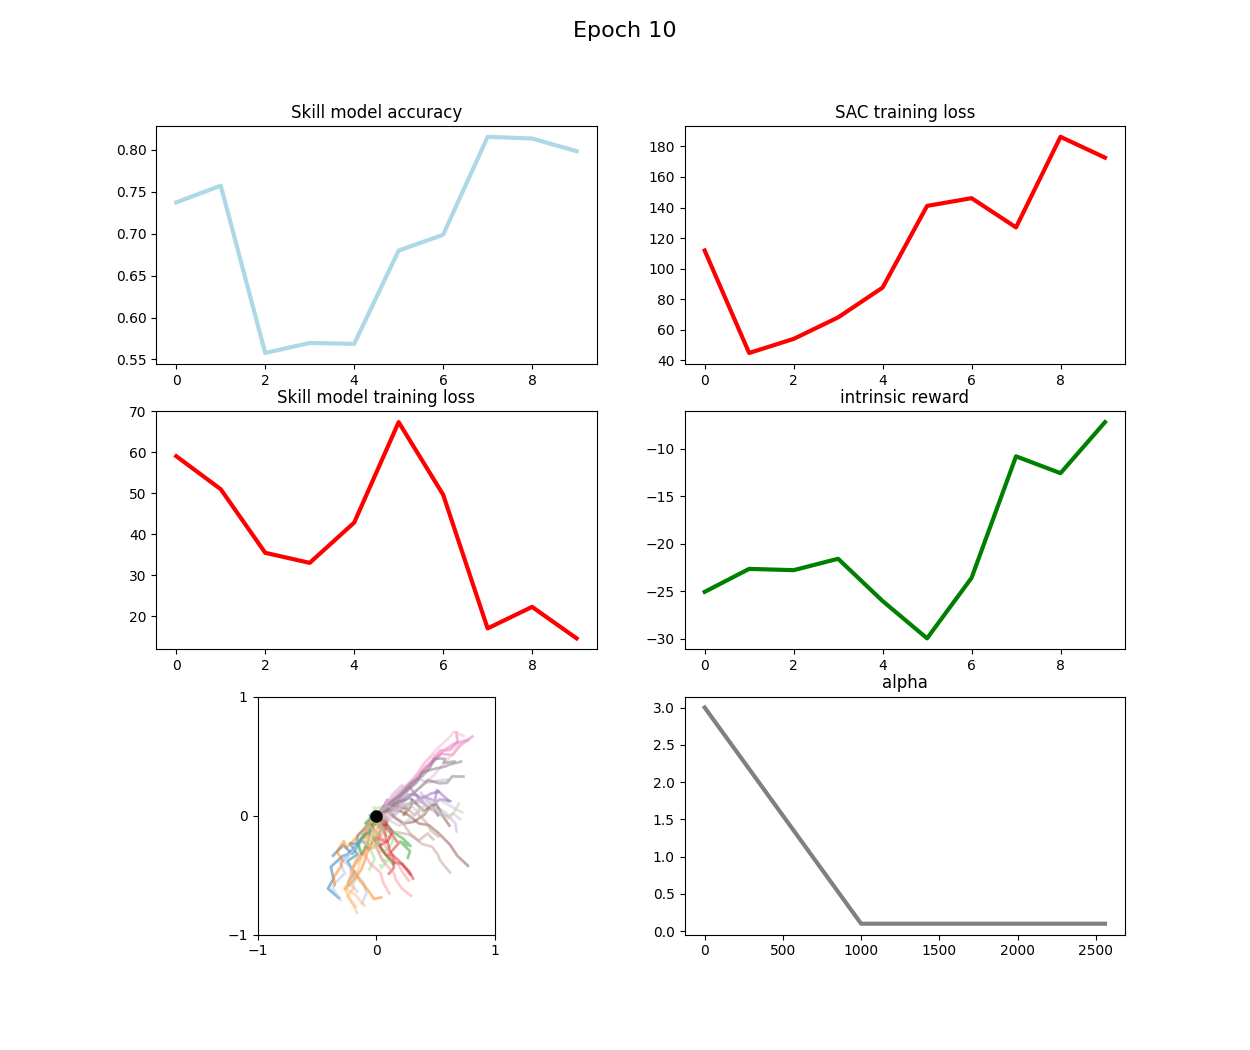 Epoch 10
Skill model accuracy
0.80
0.75
0.70
0.65
0.60
0.55
0 2 4 6 8
SAC training loss
180
160
140
120
100
80
60
40
0 2 4 6 8
Skill model training loss
70
60
50
40
30
20
0 2 4 6 8
intrinsic reward
−10
−15
−20
−25
−30
0 2 4 6 8
1
0
−1
−1 0 1
alpha
3.0
2.5
2.0
1.5
1.0
0.5
0.0
0 500 1000 1500 2000 2500